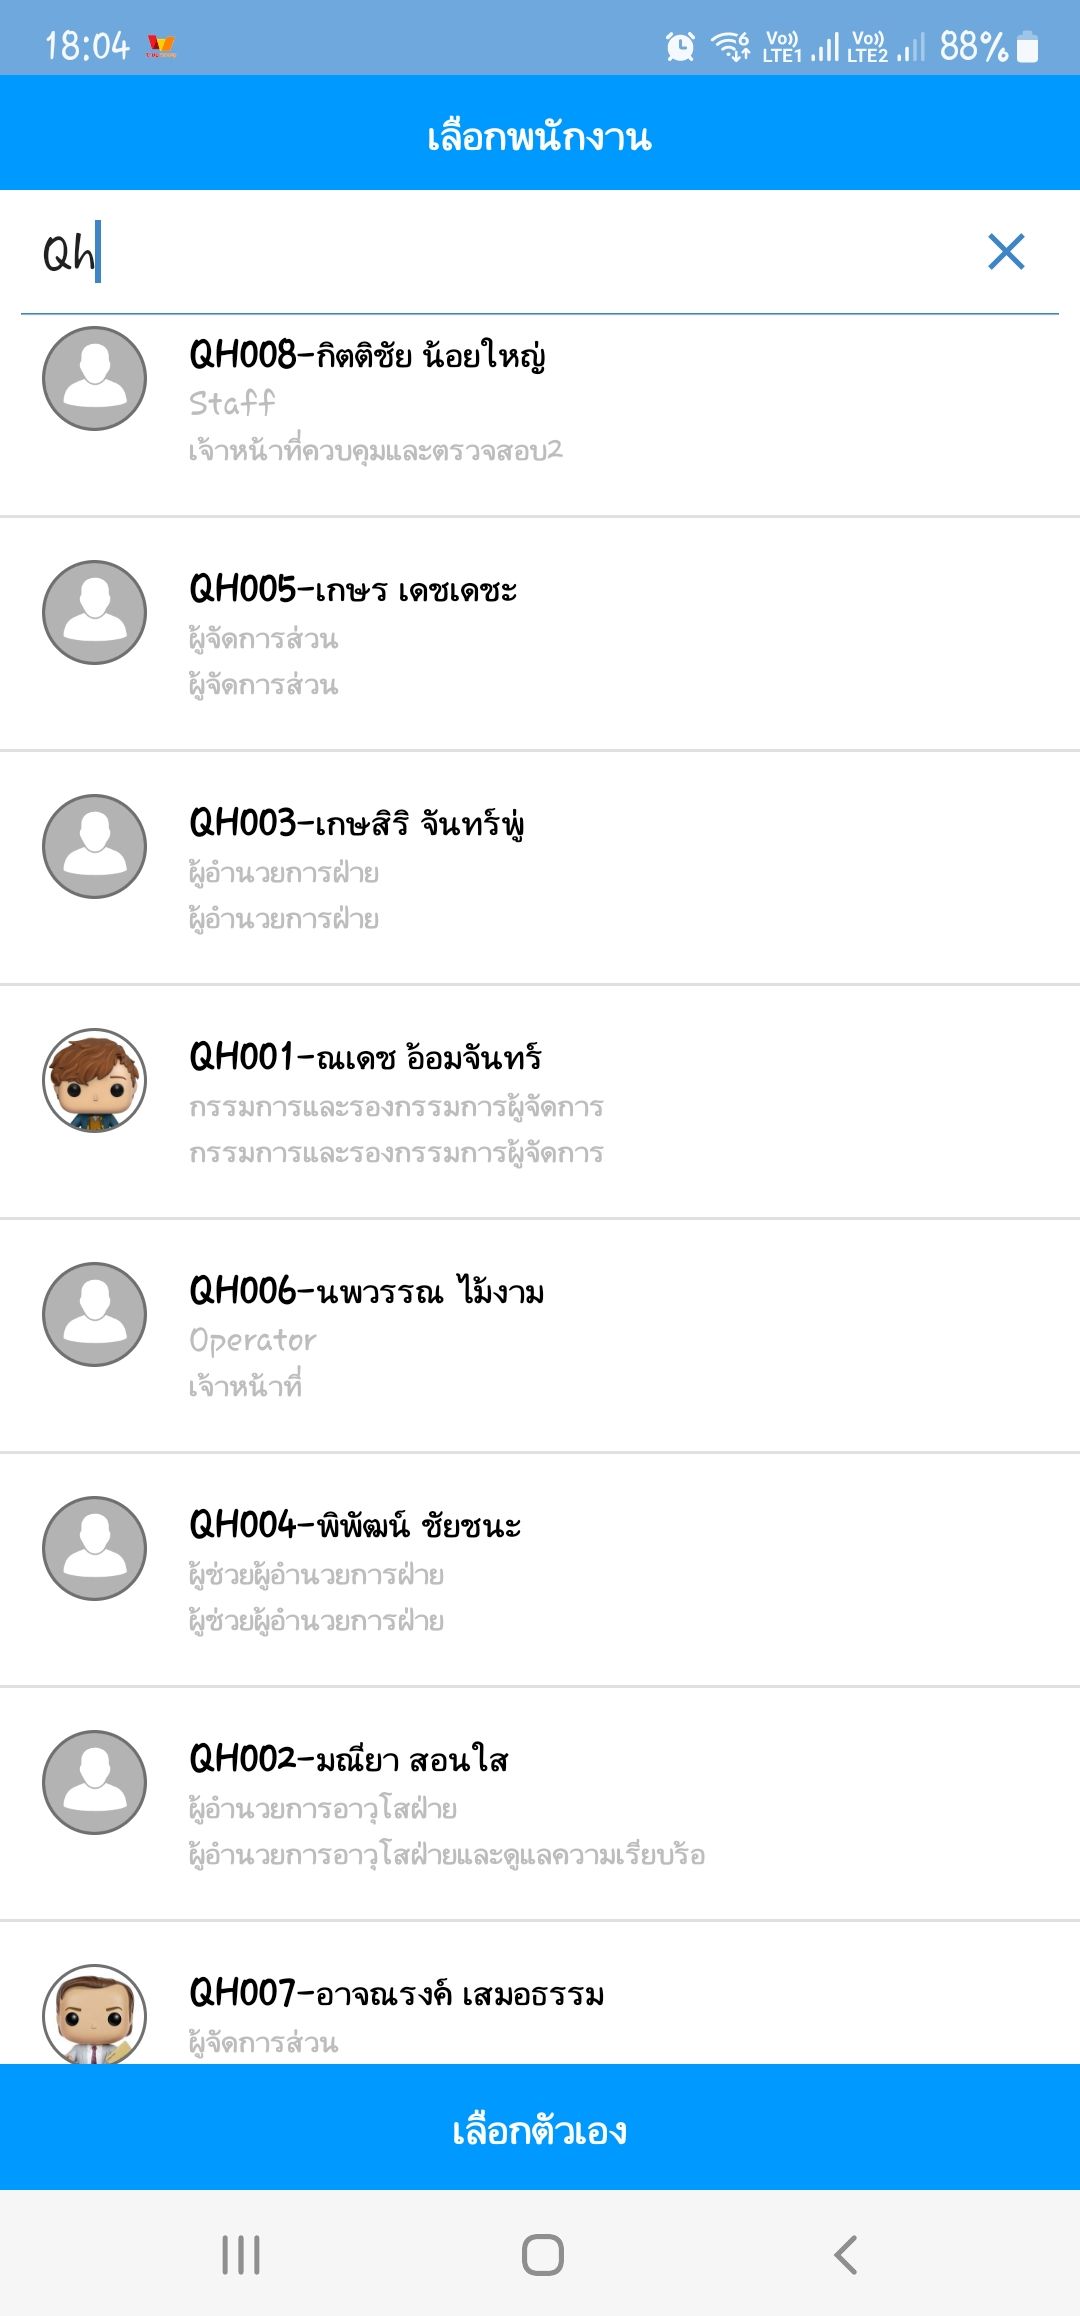 18:04
Vo)) LTE1 Vo)) LTE2 88%
เลือกพนักงาน
Qh
QH008-กิตติชัย น้อยใหญ่
Staff
เจ้าหน้าที่ควบคุมและตรวจสอบ2
QH005-เกษร เดชเดชะ
ผู้จัดการส่วน
ผู้จัดการส่วน
QH003-เกษสิริ จันทร์พู่
ผู้อำนวยการฝ่าย
ผู้อำนวยการฝ่าย
QH001-ณเดช อ้อมจันทร์
กรรมการและรองกรรมการผู้จัดการ
กรรมการและรองกรรมการผู้จัดการ
QH006-นพวรรณ ไม้งาม
Operator
เจ้าหน้าที่
QH004-พิพัฒน์ ชัยชนะ
ผู้ช่วยผู้อำนวยการฝ่าย
ผู้ช่วยผู้อำนวยการฝ่าย
QH002-มณียา สอนใส
ผู้อำนวยการอาวุโสฝ่าย
ผู้อำนวยการอาวุโสฝ่ายและดูแลความเรียบร้อ
QH007-อาจณรงค์ เสมอธรรม
ผู้จัดการส่วน
เลือกตัวเอง